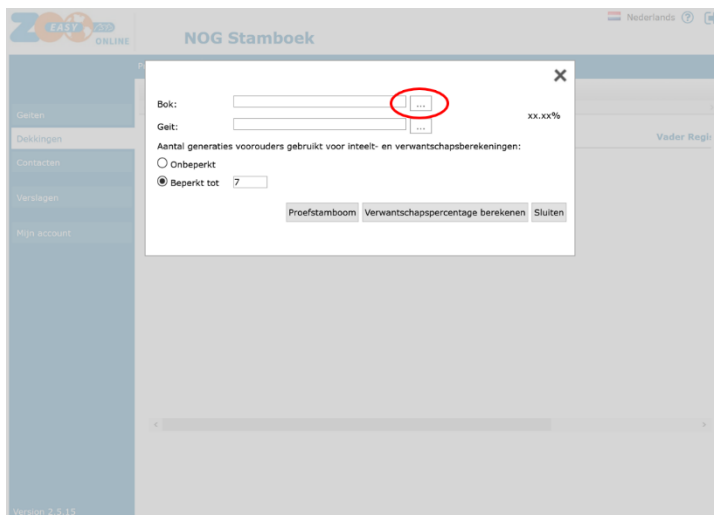 ZOO EASY ONLINE
NOG Stamboek
Nederlands
Geiten
Dekkingen
Contacten
Verslagen
Mijn account
Version 2.3.15
Vader Regi
Bok:
...
xx.xx%
Geit:
...
Aantal generaties voorouders gebruikt voor inteelt- en verwantschapsberekeningen:
Onbeperkt
Beperkt tot 7
Proefstamboom Verwantschapspercentage berekenen Sluiten